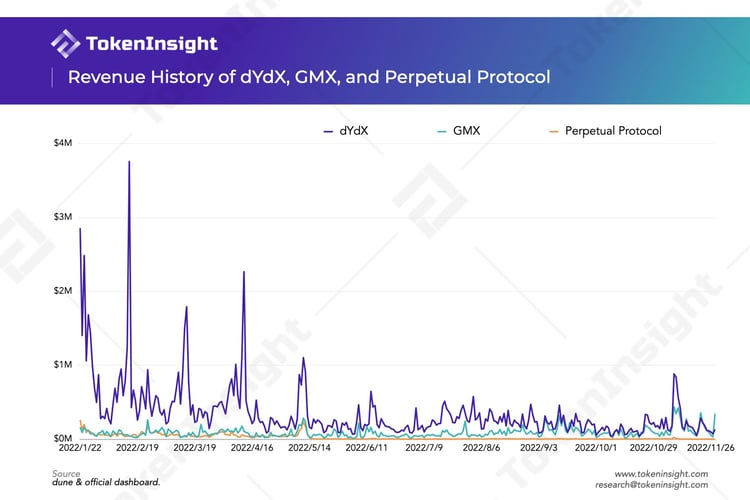 TokenInsight
Revenue History of dYdX, GMX, and Perpetual Protocol
dYdX GMX Perpetual Protocol
$4M
$3M
$2M
$1M
$0M
2022/1/22 2022/2/19 2022/3/19 2022/4/16 2022/5/14 2022/6/11 2022/7/9 2022/8/6 2022/9/3 2022/10/1 2022/10/29 2022/11/26
Source
dune & official dashboard.
www.tokeninsight.com
research@tokeninsight.com